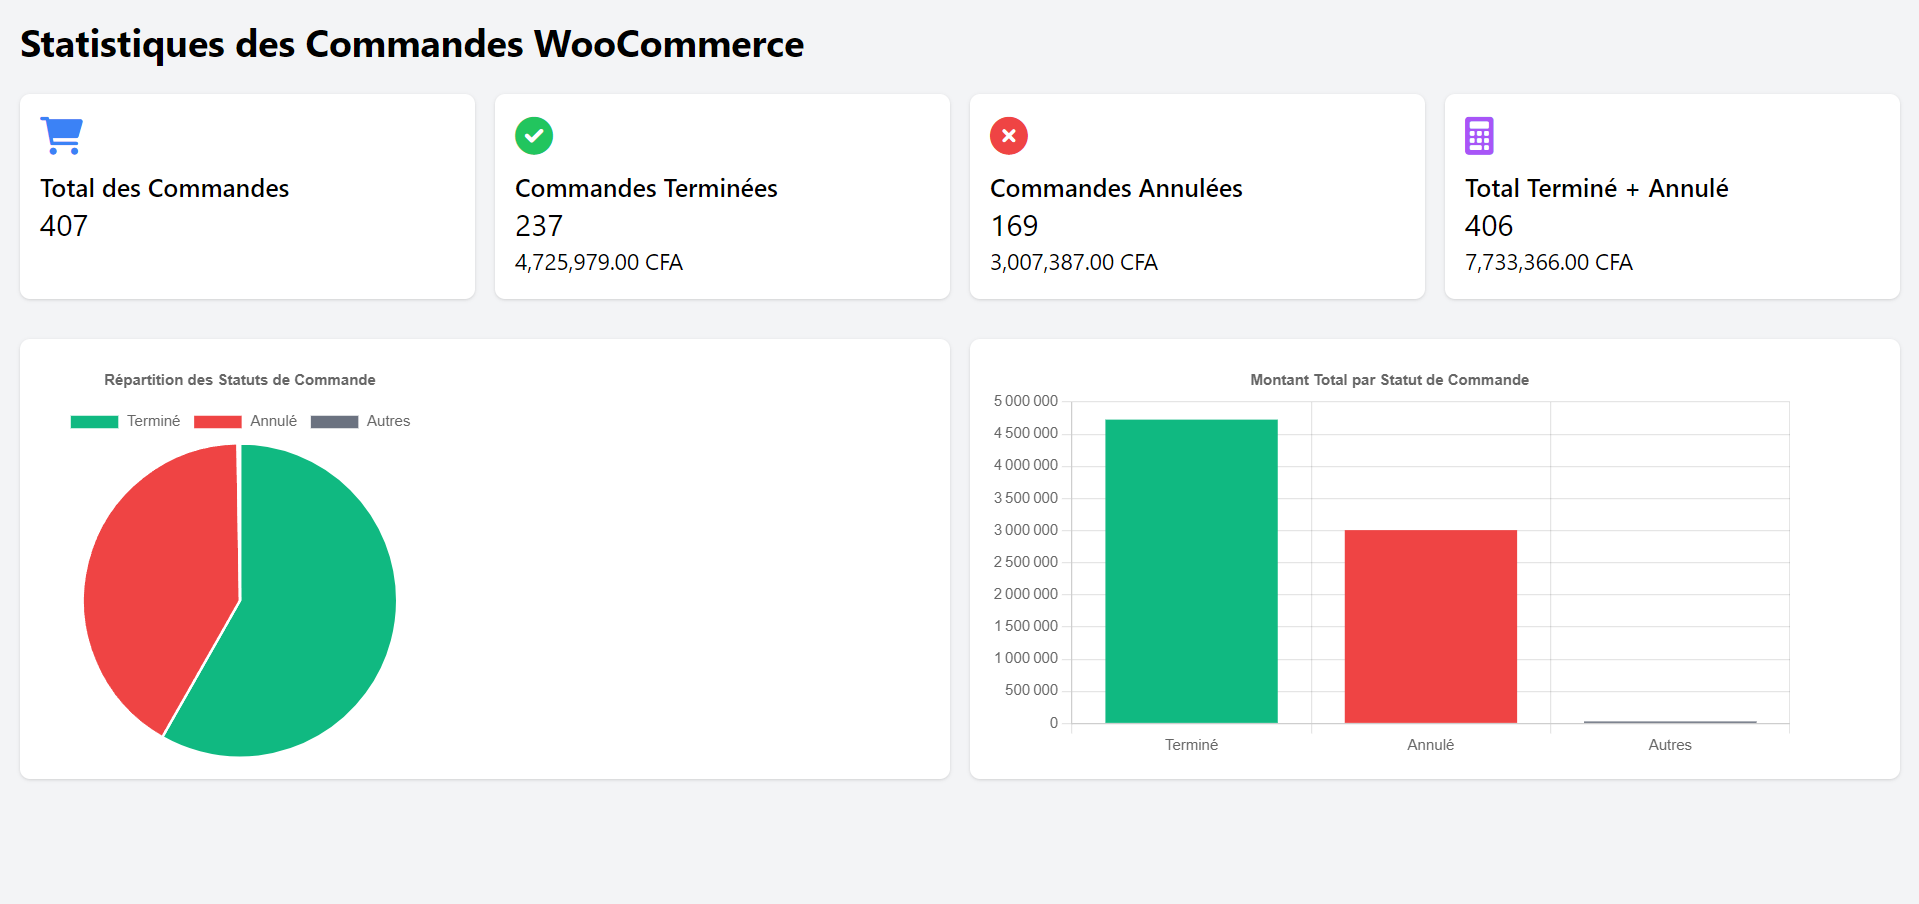 Statistiques des Commandes WooCommerce
Total des Commandes
407
Commandes Terminées
237
4,725,979.00 CFA
Commandes Annulées
169
3,007,387.00 CFA
Total Terminé + Annulé
406
7,733,366.00 CFA
Répartition des Statuts de Commande
Terminé Annulé Autres
Montant Total par Statut de Commande
5 000 000
4 500 000
4 000 000
3 500 000
3 000 000
2 500 000
2 000 000
1 500 000
1 000 000
500 000
0
Terminé Annulé Autres